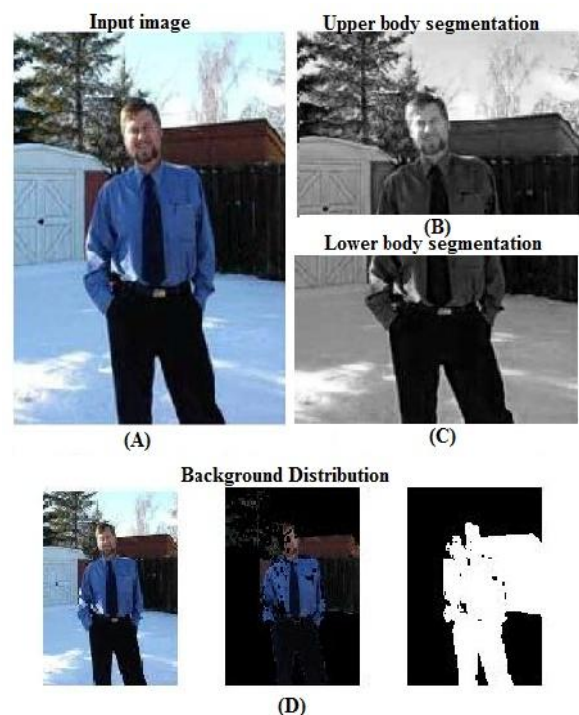 Input image
Upper body segmentation
(B)
Lower body segmentation
(A)
(C)
Background Distribution
(D)